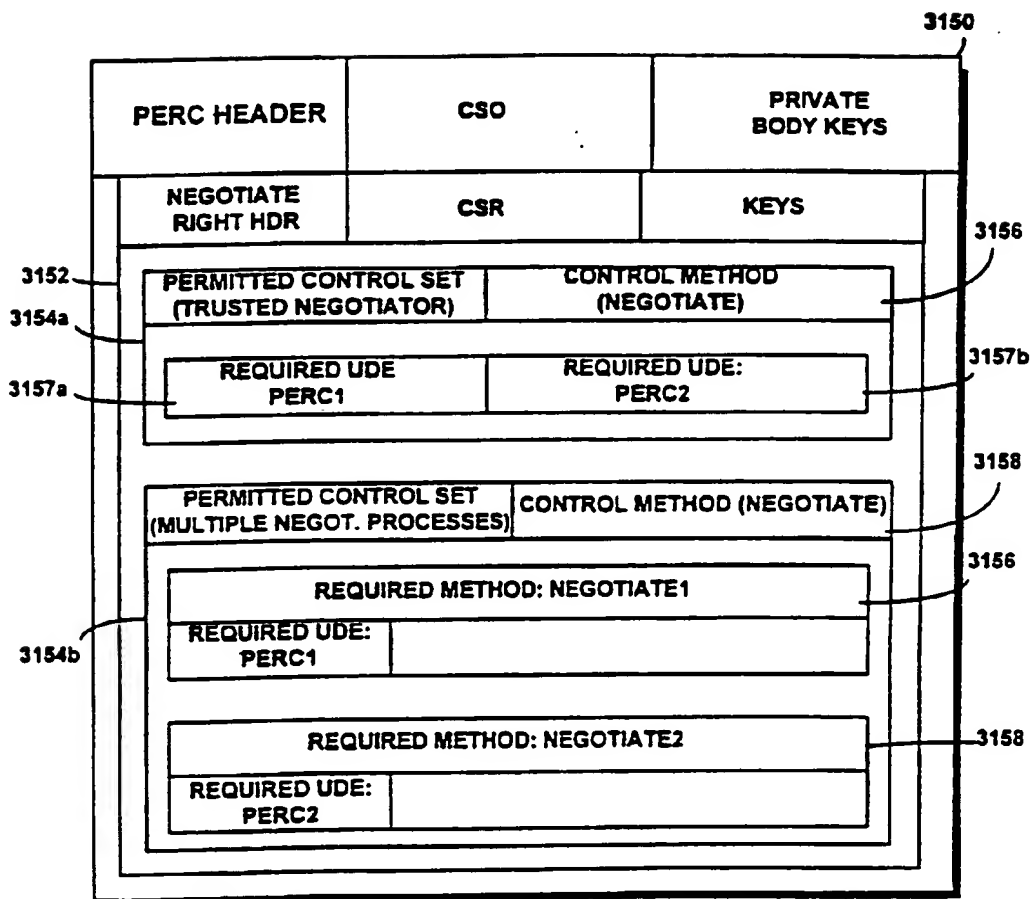 3150
PERC HEADER
CSO
PRIVATE
BODY KEYS
NEGOTIATE
RIGHT HDR
CSR
KEYS
3156
3152
PERMITTED CONTROL SET
(TRUSTED NEGOTIATOR)
CONTROL METHOD
(NEGOTIATE)
3154a
REQUIRED UDE
PERC1
REQUIRED UDE:
PERC2
3157b
3157a
3158
PERMITTED CONTROL SET
(MULTIPLE NEGOT. PROCESSES)
CONTROL METHOD (NEGOTIATE)
3156
REQUIRED METHOD: NEGOTIATE1
REQUIRED UDE:
PERC1
3154b
REQUIRED METHOD: NEGOTIATE2
3158
REQUIRED UDE:
PERC2